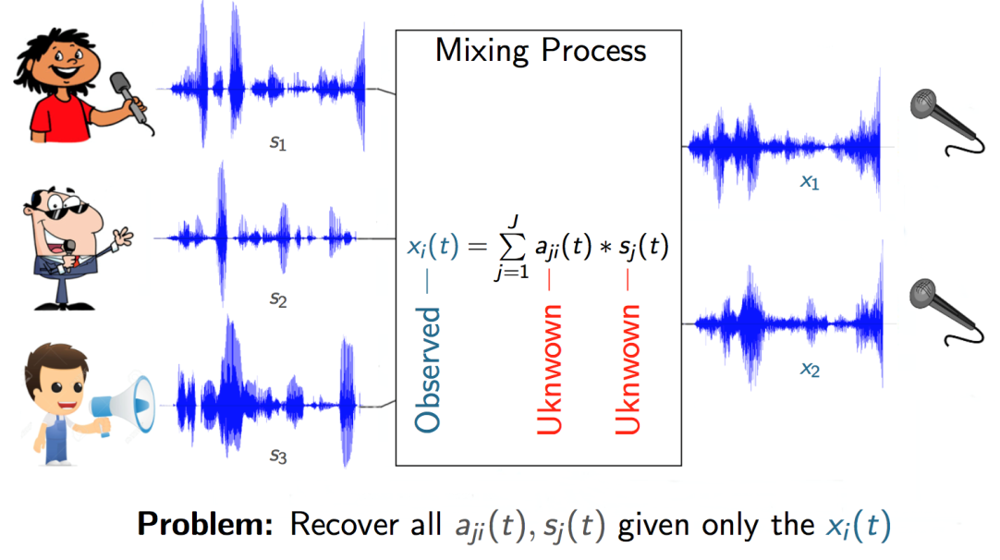 Mixing Process
s₁
x₁
s₂
xᵢ(t) = ∑ⱼ₌₁ᴶ aⱼᵢ(t) ∗ sⱼ(t)
Observed
Uknwown
Uknwown
x₂
s₃
Problem: Recover all aⱼᵢ(t), sⱼ(t) given only the xᵢ(t)